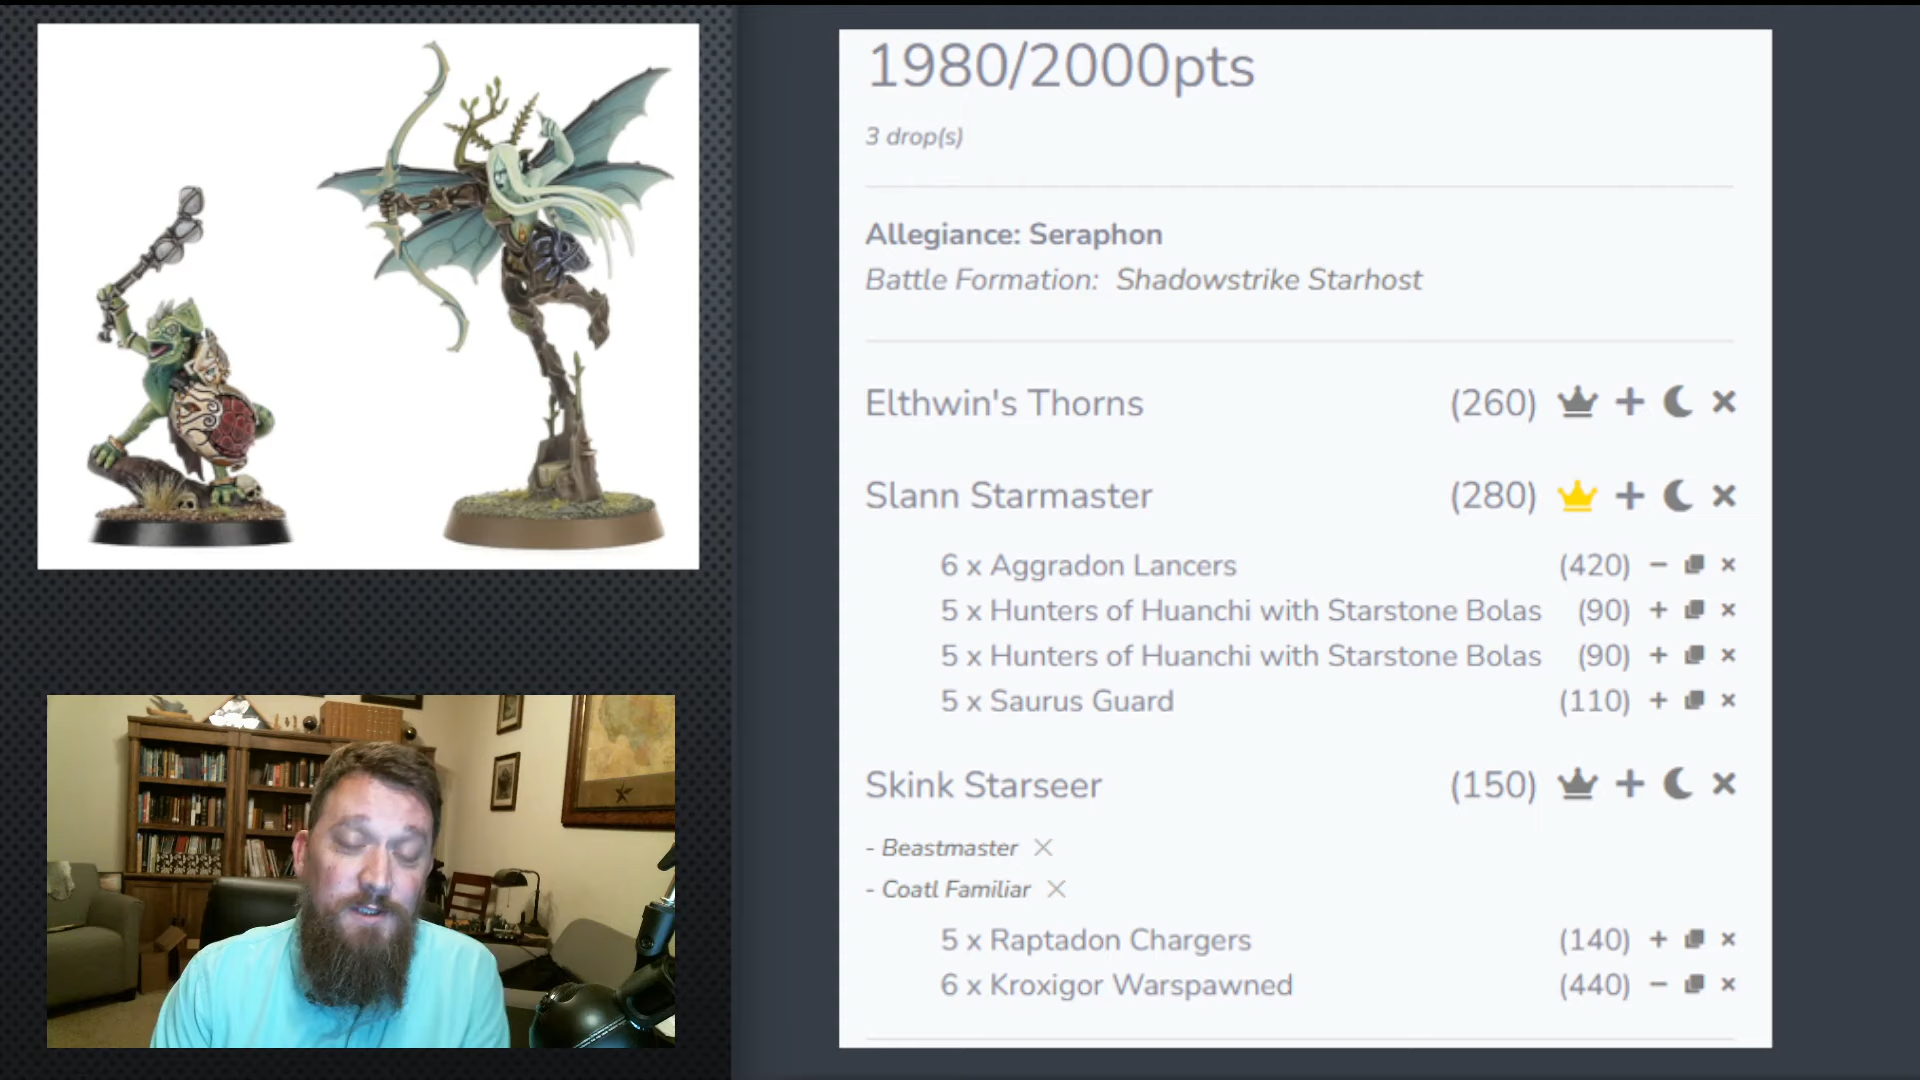 1980/2000pts
3 drop(s)
Allegiance: Seraphon
Battle Formation: Shadowstrike Starhost
Elthwin's Thorns (260)
Slann Starmaster (280)
6 x Aggradon Lancers (420)
5 x Hunters of Huanchi with Starstone Bolas (90)
5 x Hunters of Huanchi with Starstone Bolas (90)
5 x Saurus Guard (110)
Skink Starseer (150)
- Beastmaster
- Coatl Familiar
5 x Raptadon Chargers (140)
6 x Kroxigor Warspawned (440)